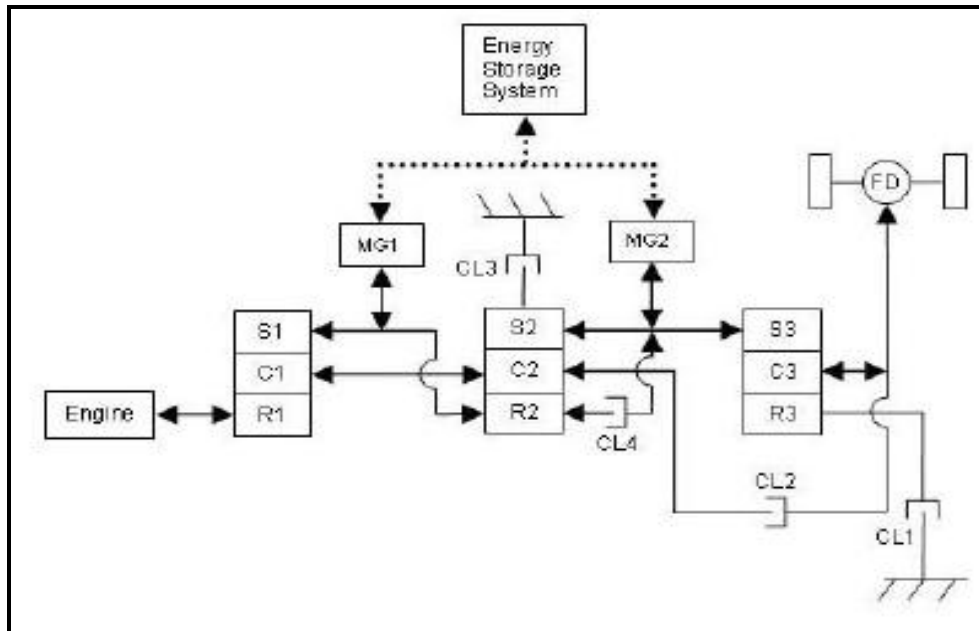 Energy
Storage
System
FD
MG1
MG2
CL3
S1
C1
R1
S2
C2
R2
S3
C3
R3
Engine
CL4
CL2
CL1